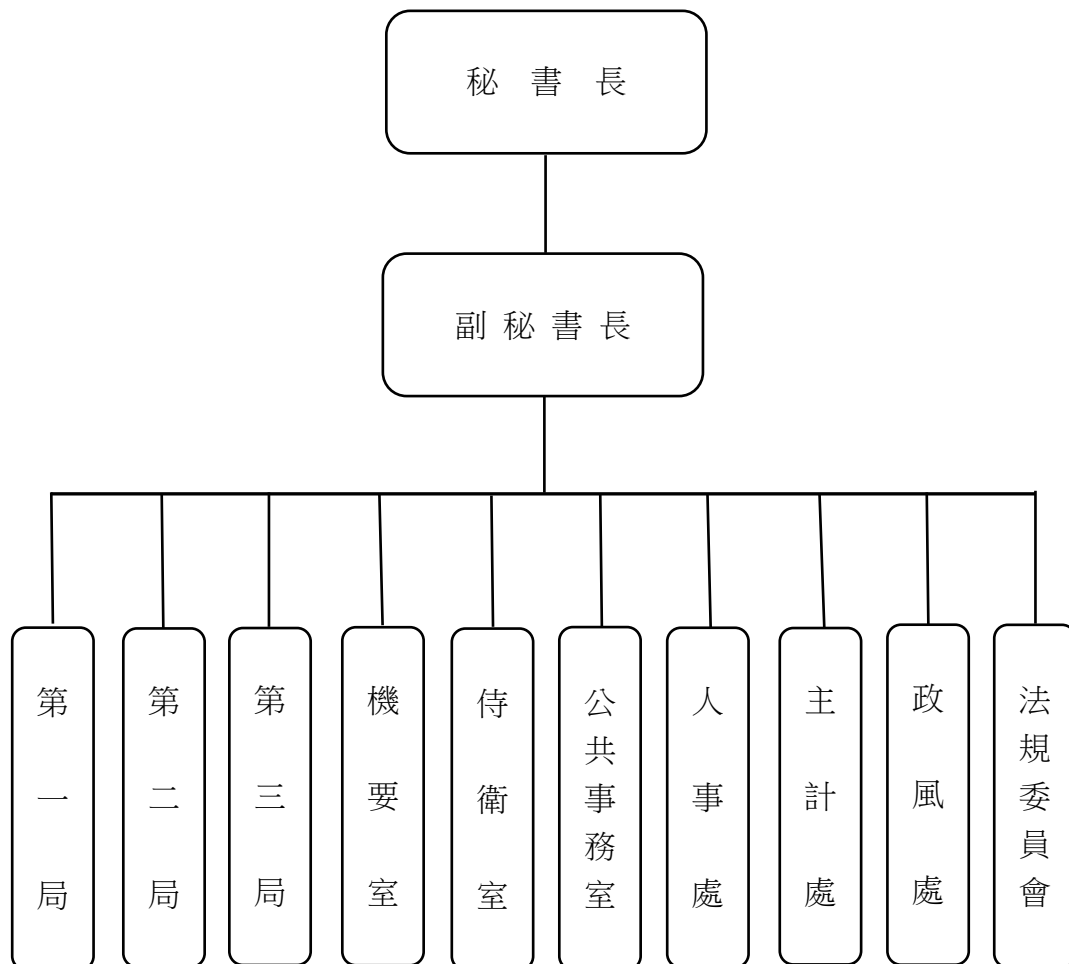 秘書長
副秘書長
第一局
第二局
第三局
機要室
侍衛室
公共事務室
人事處
主計處
政風處
法規委員會